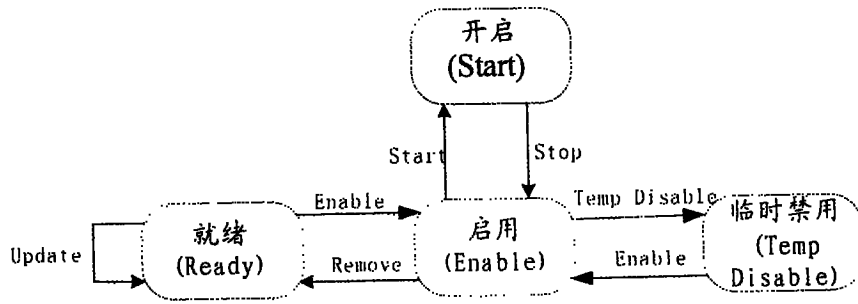 开启
(Start)
Start
Stop
Enable
Temp Disable
Update
就绪
(Ready)
Remove
启用
(Enable)
Enable
临时禁用
(Temp
Disable)